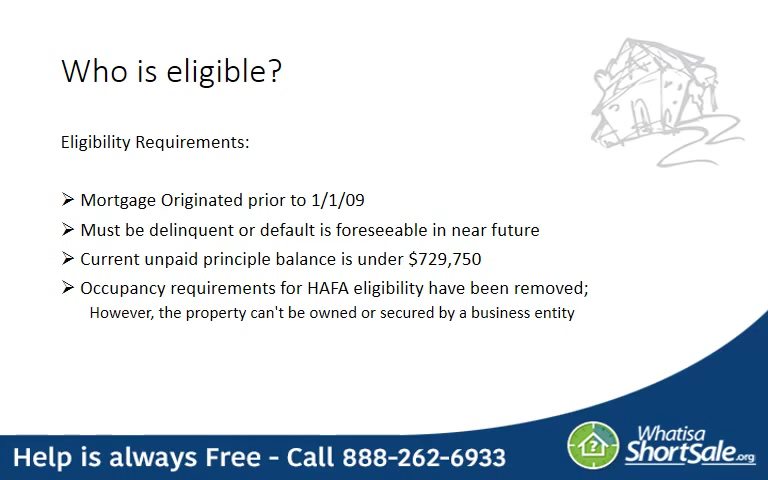 Who is eligible?
Eligibility Requirements:
➢ Mortgage Originated prior to 1/1/09
➢ Must be delinquent or default is foreseeable in near future
➢ Current unpaid principle balance is under $729,750
➢ Occupancy requirements for HAFA eligibility have been removed;
However, the property can't be owned or secured by a business entity
Help is always Free - Call 888-262-6933
?
Whatisa
ShortSale.org